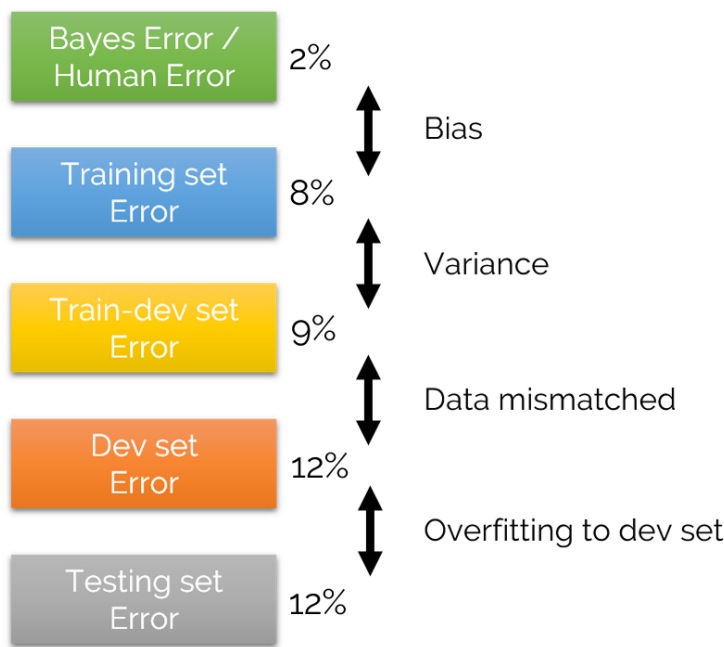 Bayes Error /
Human Error
2%
Bias
Training set
Error
8%
Variance
Train-dev set
Error
9%
Data mismatched
Dev set
Error
12%
Overfitting to dev set
Testing set
Error
12%